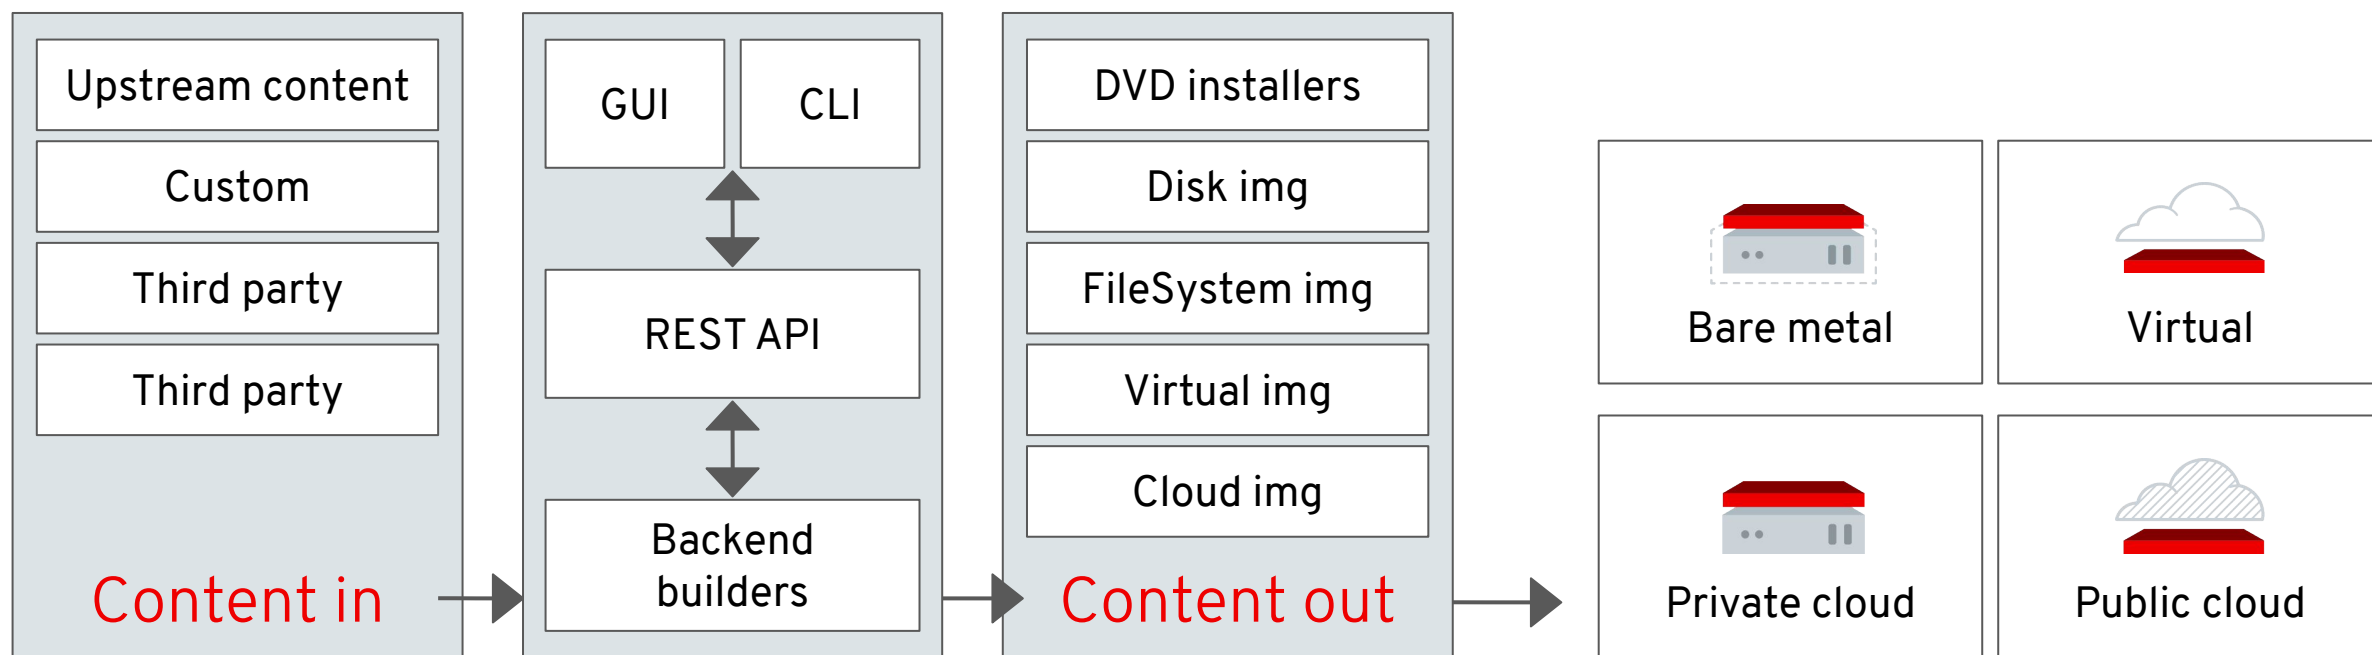 Upstream content
Custom
Third party
Third party
Content in
GUI
CLI
REST API
Backend
builders
DVD installers
Disk img
FileSystem img
Virtual img
Cloud img
Content out
Bare metal
Virtual
Private cloud
Public cloud